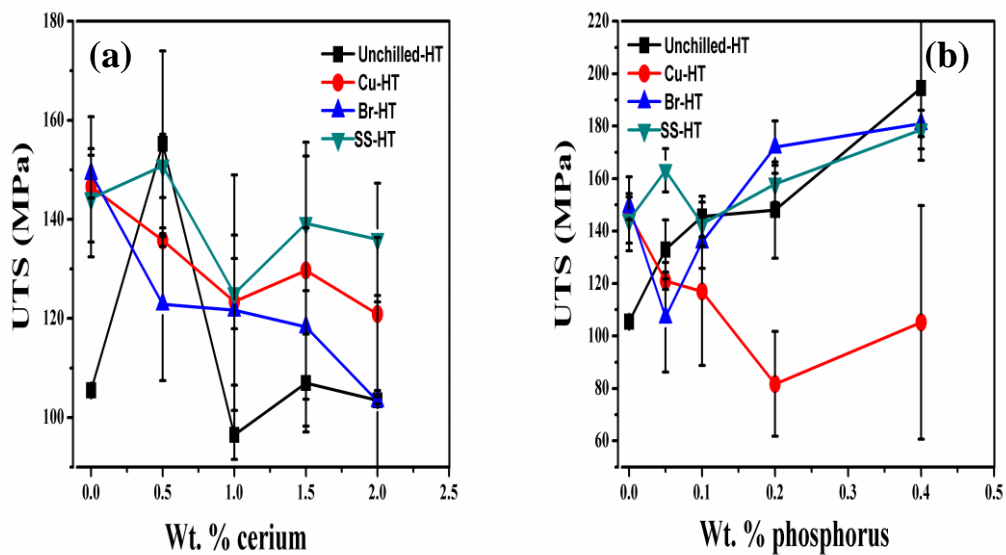 (a)
Unchilled-HT
Cu-HT
Br-HT
SS-HT
UTS (MPa)
180
160
140
120
100
0.0 0.5 1.0 1.5 2.0 2.5
Wt. % cerium
(b)
Unchilled-HT
Cu-HT
Br-HT
SS-HT
UTS (MPa)
220
200
180
160
140
120
100
80
60
0.0 0.1 0.2 0.3 0.4 0.5
Wt. % phosphorus